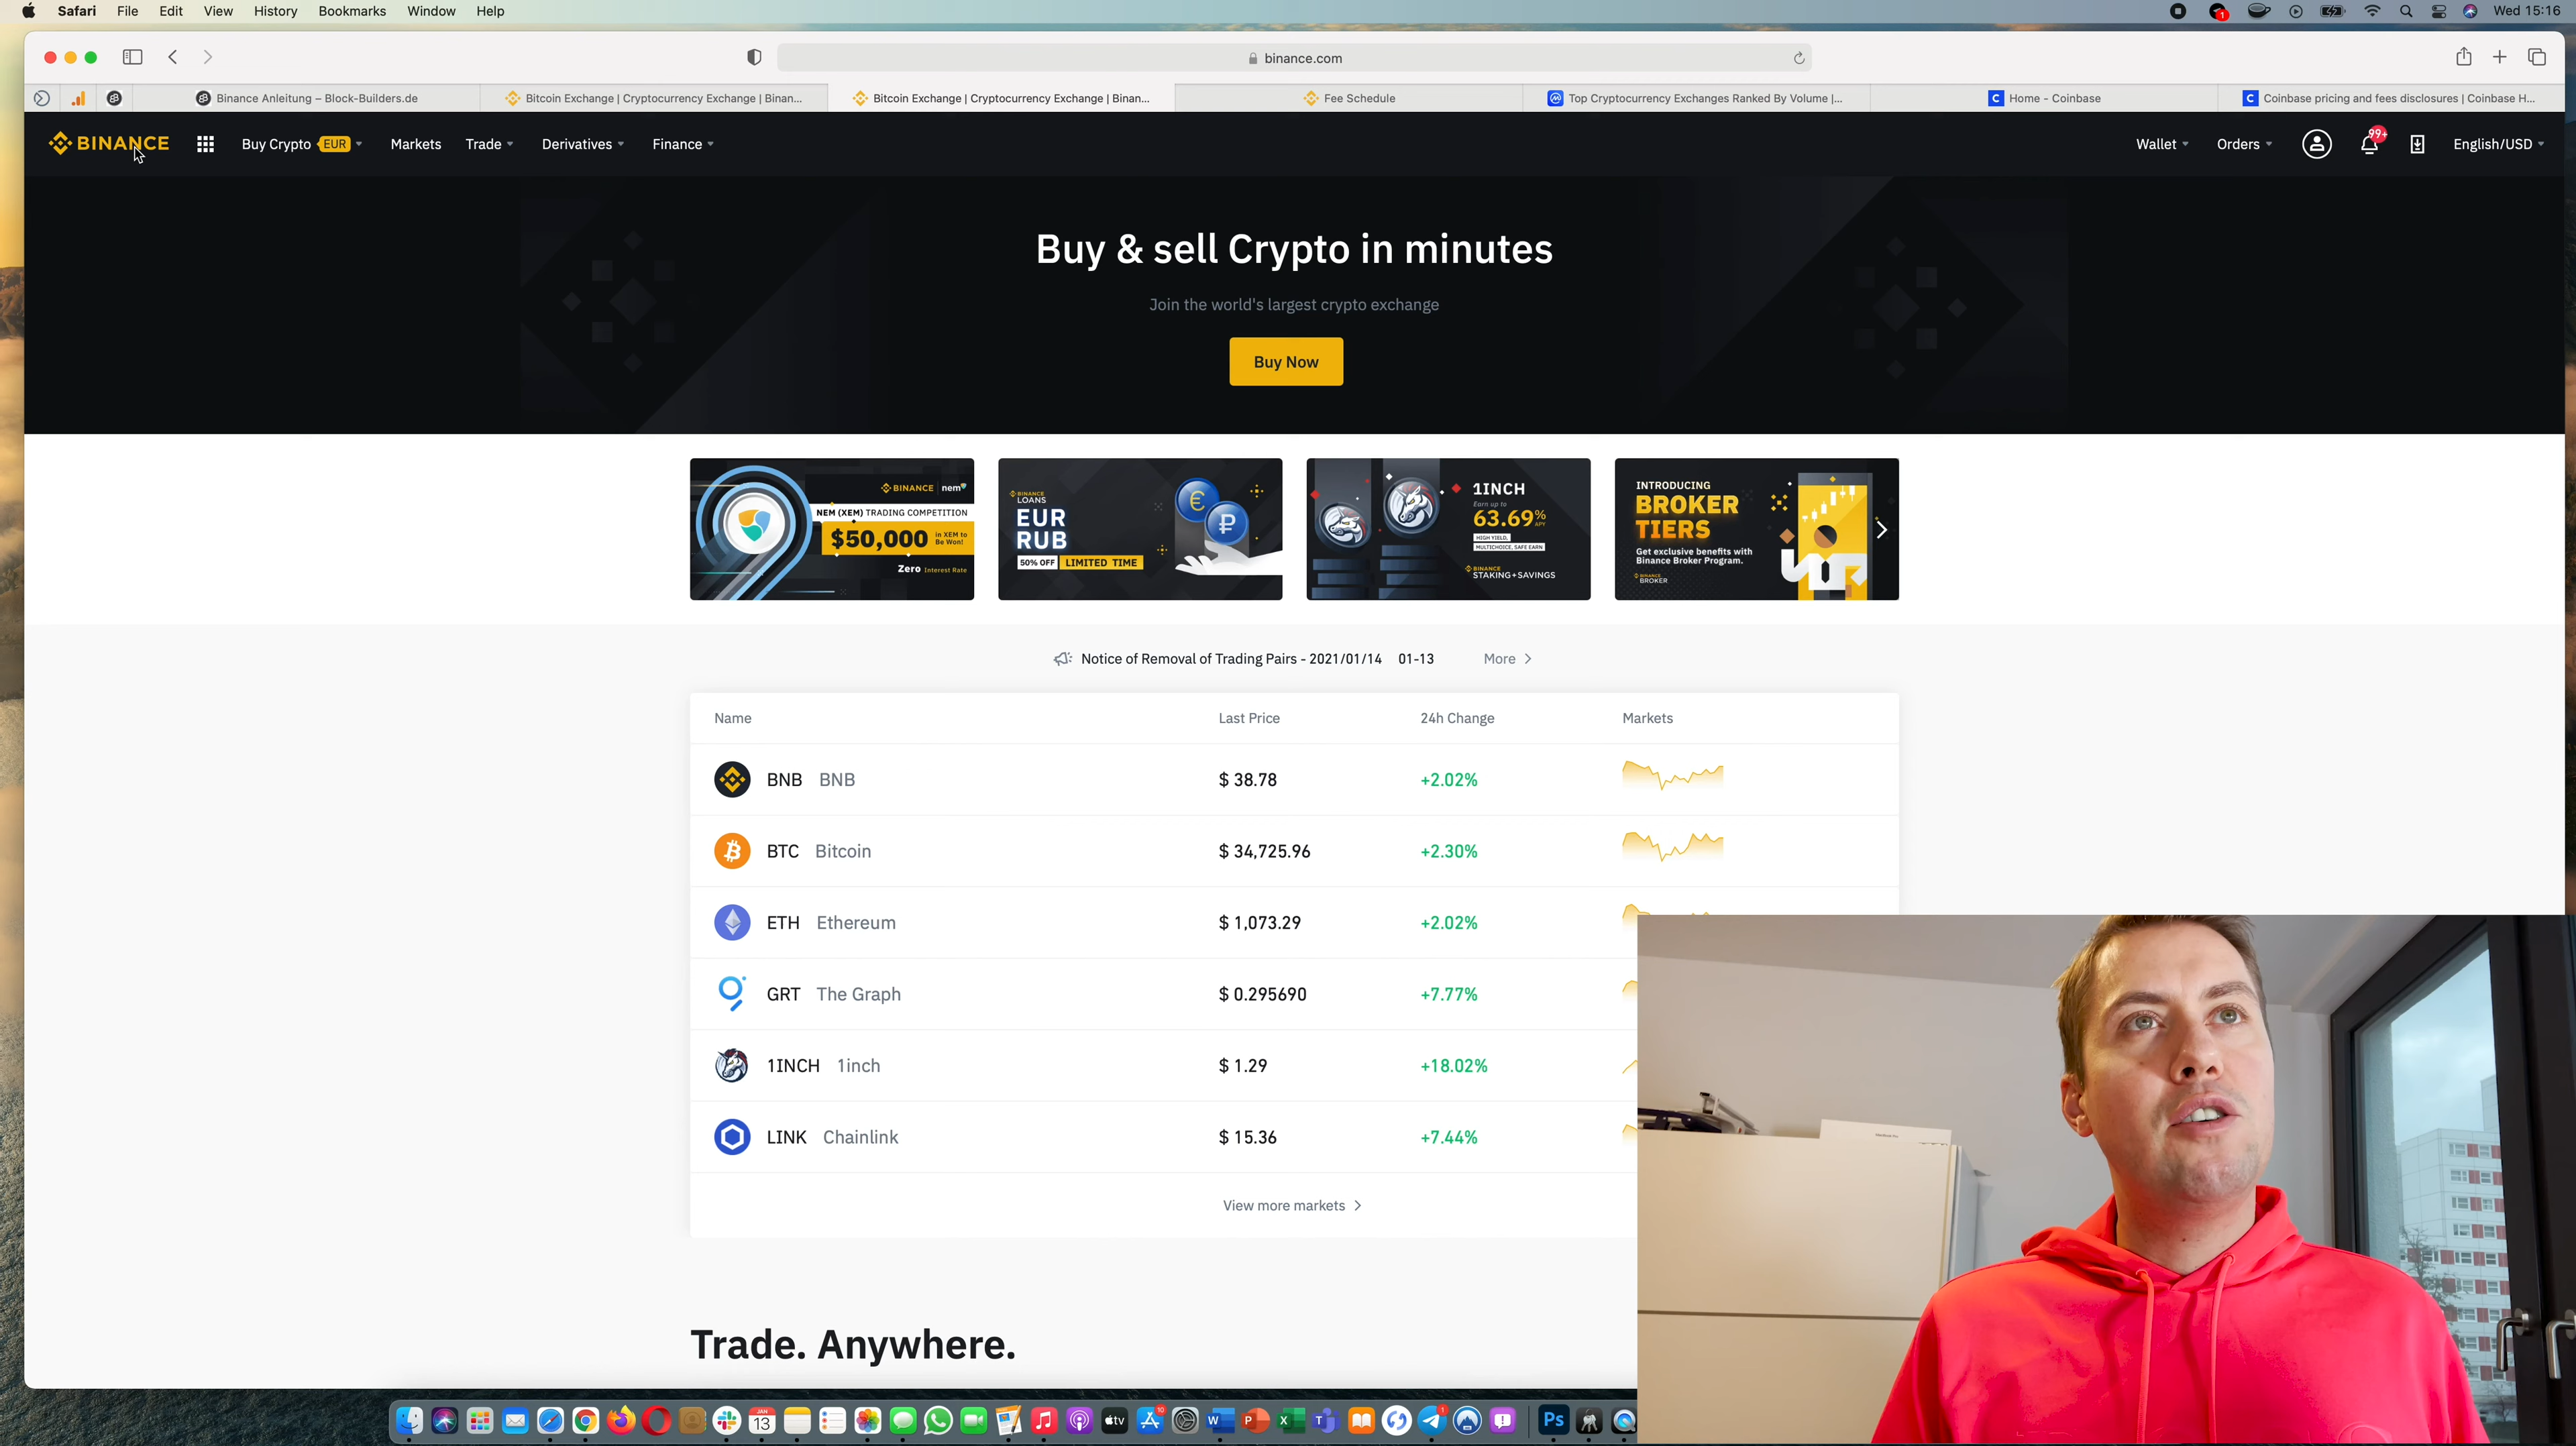 Safari File Edit View History Bookmarks Window Help
1
Wed 15:16
binance.com
Binance Anleitung – Block-Builders.de
Bitcoin Exchange | Cryptocurrency Exchange | Binan...
Bitcoin Exchange | Cryptocurrency Exchange | Binan...
Fee Schedule
Top Cryptocurrency Exchanges Ranked By Volume |...
Home - Coinbase
Coinbase pricing and fees disclosures | Coinbase H...
BINANCE
Buy Crypto EUR Markets Trade Derivatives Finance
Wallet Orders 99+ English/USD
Buy & sell Crypto in minutes
Join the world's largest crypto exchange
Buy Now
BINANCE nem
NEM (XEM) TRADING COMPETITION
$50,000 in XEM to
Be Won!
Zero Interest Rate
BINANCE
LOANS
EUR
RUB
50% OFF LIMITED TIME
1INCH
Earn up to
63.69% APY
HIGH YIELD,
MULTICHOICE, SAFE EARN
BINANCE
STAKING+SAVINGS
INTRODUCING
BROKER
TIERS
Get exclusive benefits with
Binance Broker Program.
BINANCE
BROKER
Notice of Removal of Trading Pairs - 2021/01/14 01-13 More
Name Last Price 24h Change Markets
BNB BNB $ 38.78 +2.02%
BTC Bitcoin $ 34,725.96 +2.30%
ETH Ethereum $ 1,073.29 +2.02%
GRT The Graph $ 0.295690 +7.77%
1INCH 1inch $ 1.29 +18.02%
LINK Chainlink $ 15.36 +7.44%
View more markets
Trade. Anywhere.
JAN
13
tv
10
W
P
X
T
1
Ps